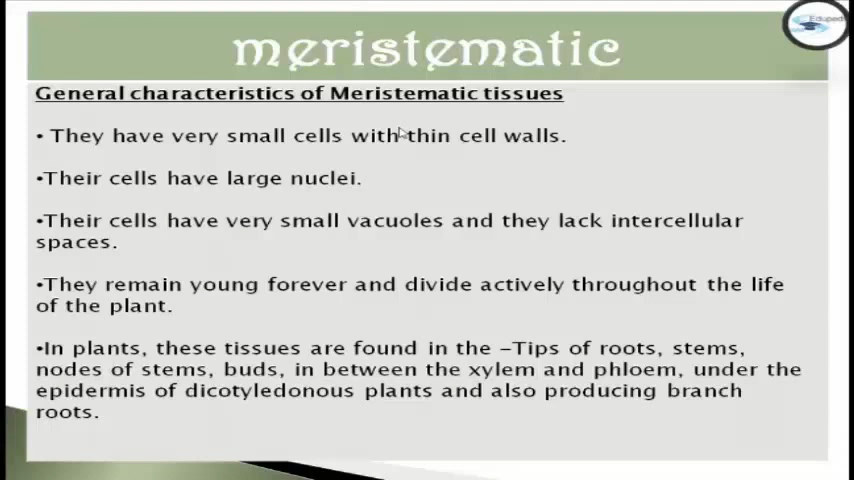 meristematic
Eduped
General characteristics of Meristematic tissues
• They have very small cells with thin cell walls.
•Their cells have large nuclei.
•Their cells have very small vacuoles and they lack intercellular
spaces.
•They remain young forever and divide actively throughout the life
of the plant.
•In plants, these tissues are found in the –Tips of roots, stems,
nodes of stems, buds, in between the xylem and phloem, under the
epidermis of dicotyledonous plants and also producing branch
roots.